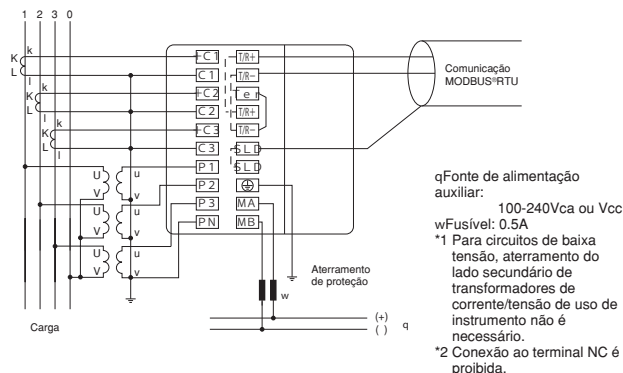 1 2 3 0
K k
L l
K k
L l
K k
L l
U u
V v
U u
V v
U u
V v
+C1 T/R+
C1 T/R−
+C2 Ter
C2 T/R+
+C3 T/R−
C3 SLD
P1 SLD
P2
P3 MA
PN MB
Comunicação
MODBUS®RTU
Aterramento
de proteção
w
(+)
( ) q
Carga
qFonte de alimentação
auxiliar:
100-240Vca ou Vcc
wFusível: 0.5A
*1 Para circuitos de baixa
tensão, aterramento do
lado secundário de
transformadores de
corrente/tensão de uso de
instrumento não é
necessário.
*2 Conexão ao terminal NC é
proibida.